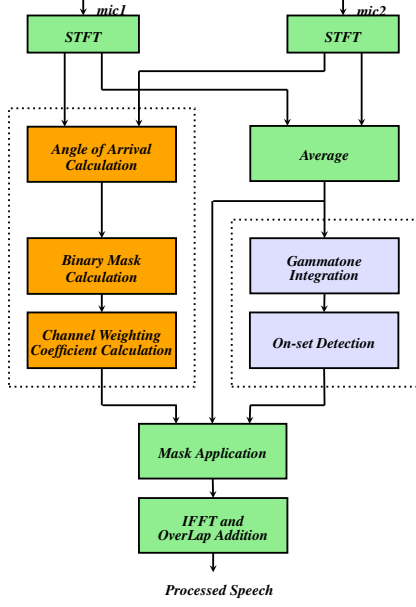 mic1
mic2
STFT
STFT
Angle of Arrival
Calculation
Average
Binary Mask
Calculation
Gammatone
Integration
Channel Weighting
Coefficient Calculation
On-set Detection
Mask Application
IFFT and
OverLap Addition
Processed Speech